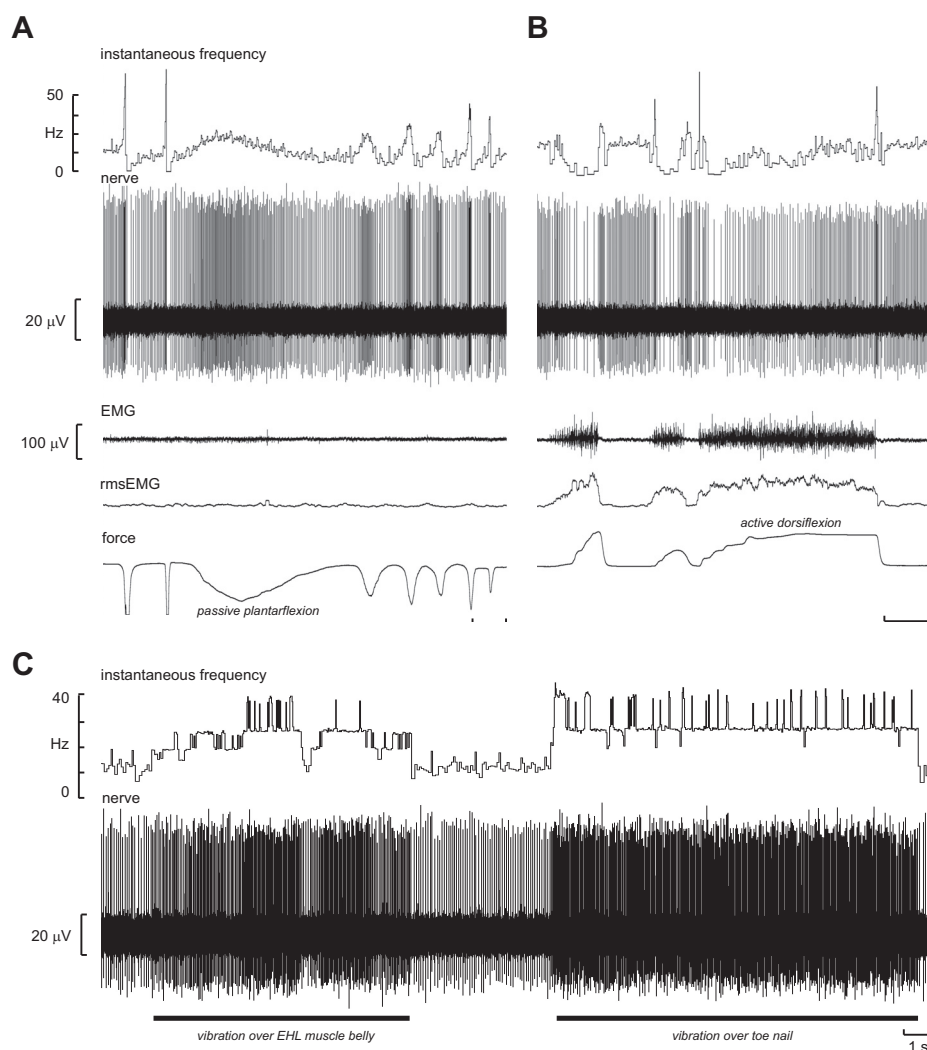 A
B
instantaneous frequency
50
Hz
0
nerve
20 µV
EMG
100 µV
rmsEMG
force
passive plantarflexion
active dorsiflexion
C
instantaneous frequency
40
Hz
0
nerve
20 µV
vibration over EHL muscle belly
vibration over toe nail
1 s